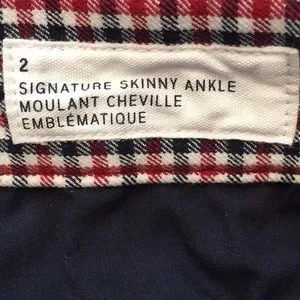 2
SIGNATURE SKINNY ANKLE
MOULANT CHEVILLE
EMBLÉMATIQUE